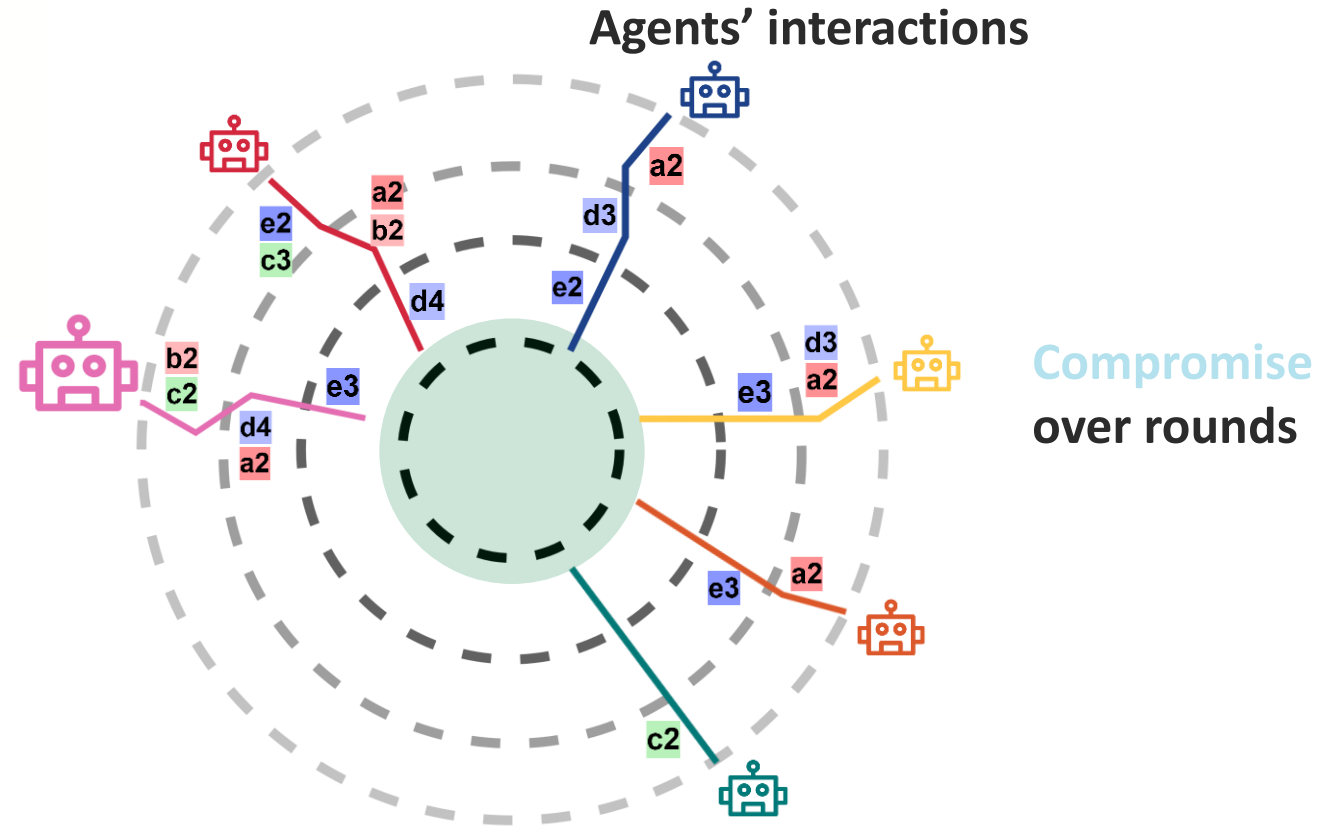 Agents’ interactions
a2
d3
e2
e2
c3
a2
b2
d4
b2
c2
d4
a2
e3
d3
a2
e3
Compromise
over rounds
a2
e3
c2